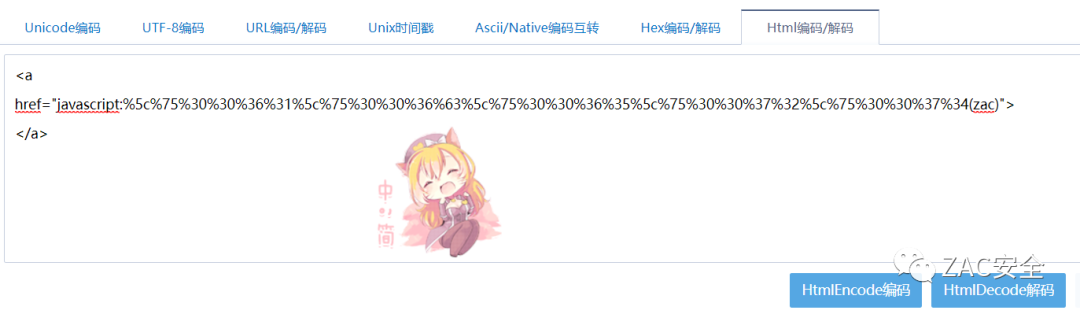 Unicode编码 UTF-8编码 URL编码/解码 Unix时间戳 Ascii/Native编码互转 Hex编码/解码 Html编码/解码
<a
href="javascript:%5c%75%30%30%36%31%5c%75%30%30%36%63%5c%75%30%30%36%35%5c%75%30%30%37%32%5c%75%30%30%37%34(zac)">
</a>
中
简
ZAC安全
HtmlEncode编码 HtmlDecode解码